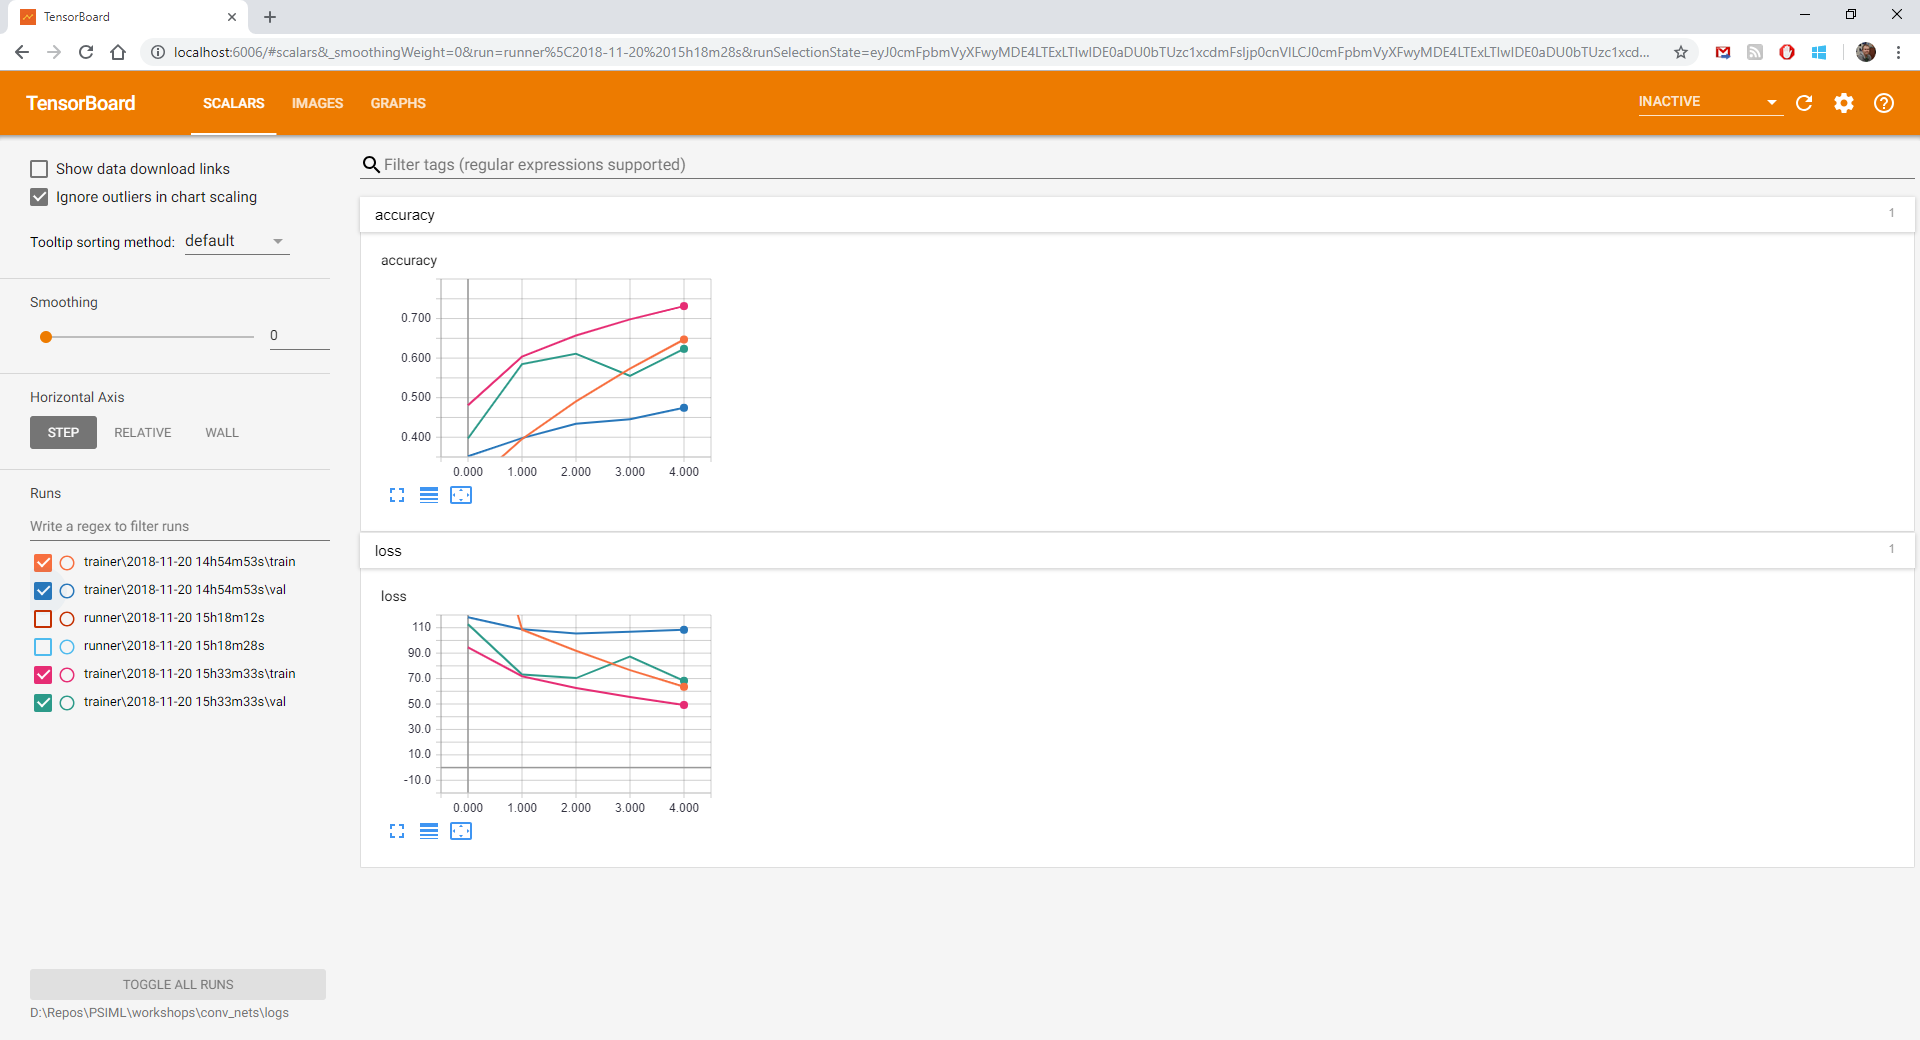 TensorBoard
localhost:6006/#scalars&_smoothingWeight=0&run=runner%5C2018-11-20%2015h18m28s&runSelectionState=
TensorBoard
SCALARS
IMAGES
GRAPHS
INACTIVE
Show data download links
Ignore outliers in chart scaling
Tooltip sorting method: default
Smoothing
0
Horizontal Axis
STEP
RELATIVE
WALL
Runs
Write a regex to filter runs
trainer\2018-11-20 14h54m53s\train
trainer\2018-11-20 14h54m53s\val
runner\2018-11-20 15h18m12s
runner\2018-11-20 15h18m28s
trainer\2018-11-20 15h33m33s\train
trainer\2018-11-20 15h33m33s\val
TOGGLE ALL RUNS
D:\Repos\PSIML\workshops\conv_nets\logs
Filter tags (regular expressions supported)
accuracy 1
accuracy
0.700
0.600
0.500
0.400
0.000 1.000 2.000 3.000 4.000
loss 1
loss
110
90.0
70.0
50.0
30.0
10.0
-10.0
0.000 1.000 2.000 3.000 4.000